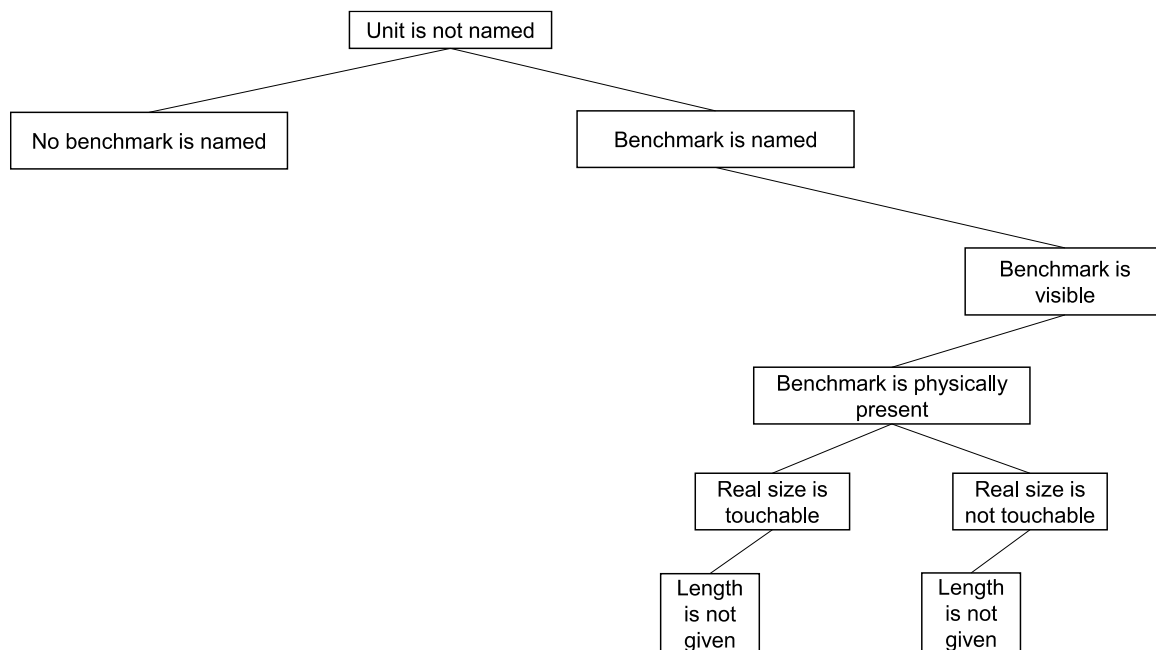 Unit is not named
No benchmark is named
Benchmark is named
Benchmark is
visible
Benchmark is physically
present
Real size is
touchable
Real size is
not touchable
Length
is not
given
Length
is not
given